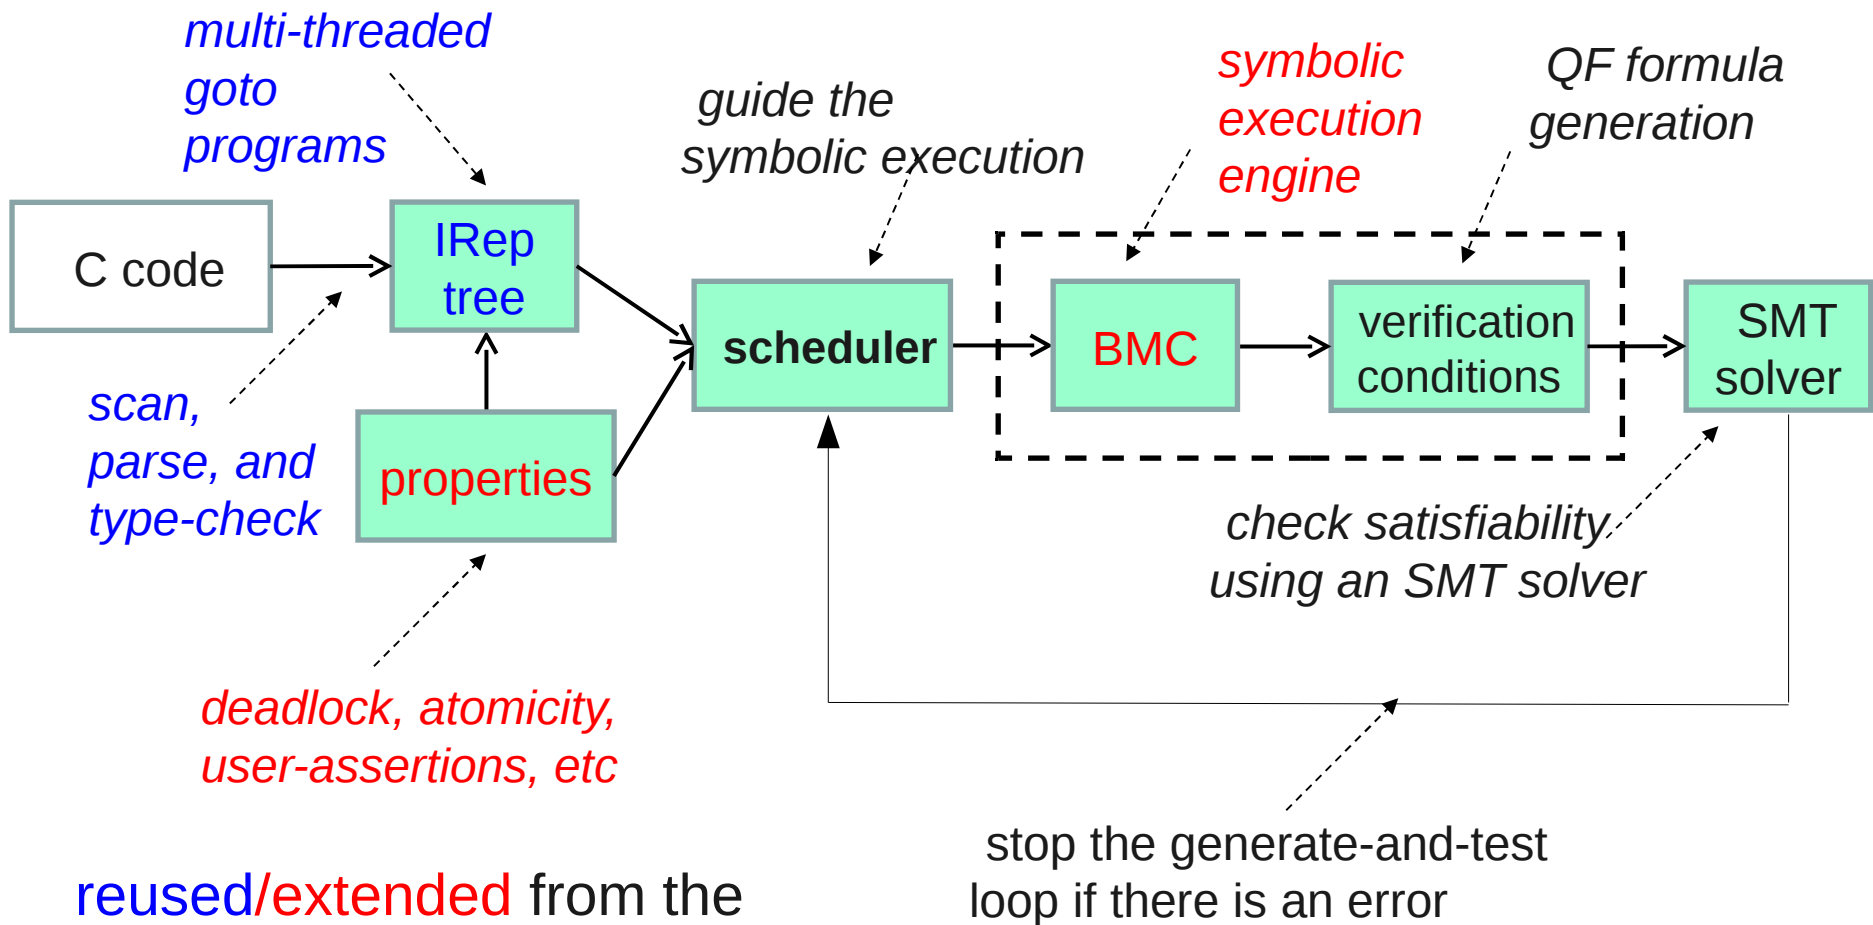 multi-threaded
goto
programs
guide the
symbolic execution
symbolic
execution
engine
QF formula
generation
C code
IRep
tree
scheduler
BMC
verification
conditions
SMT
solver
scan,
parse, and
type-check
properties
check satisfiability
using an SMT solver
deadlock, atomicity,
user-assertions, etc
stop the generate-and-test
loop if there is an error
reused/extended from the